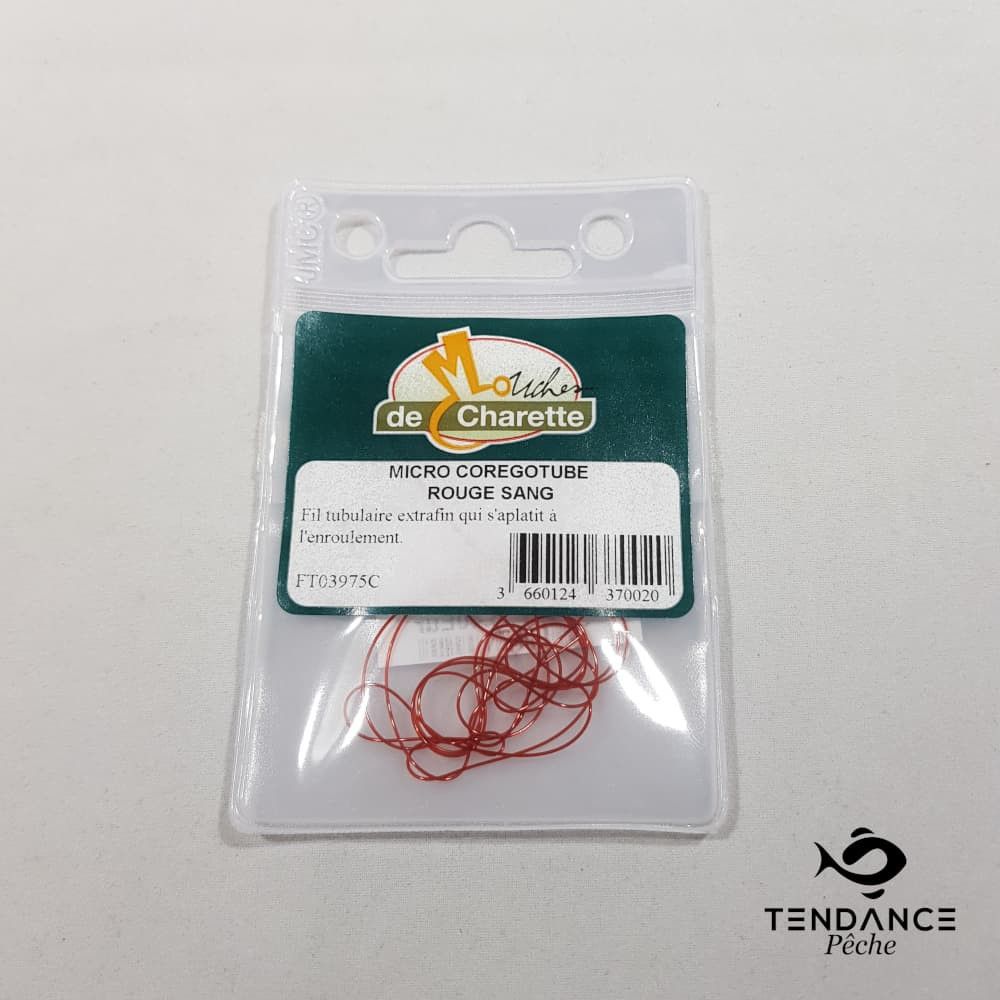 JMC®
Mouches
de Charette
MICRO COREGOTUBE
ROUGE SANG
Fil tubulaire extrafin qui s'aplatit à
l'enroulement.
FT03975C
3 660124 370020
TENDANCE
Pêche